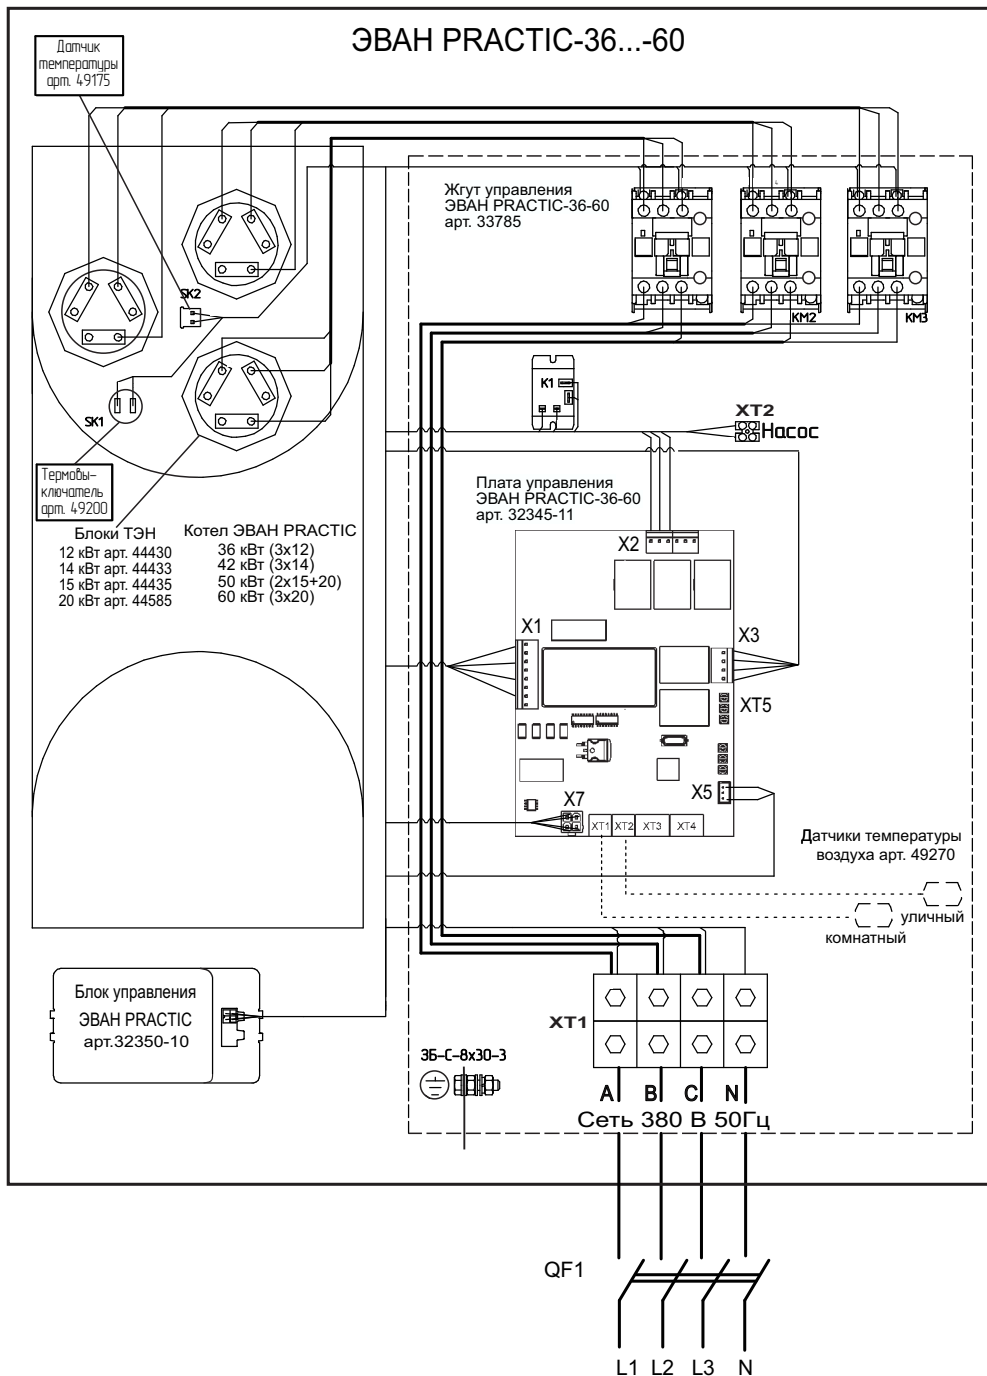 ЭВАН PRACTIC-36...-60
Датчик
температуры
арт. 49175
Жгут управления
ЭВАН PRACTIC-36-60
арт. 33785
SK2
KM2
KM3
K1
XT2
Насос
SK1
Термовы-
ключатель
арт. 49200
Плата управления
ЭВАН PRACTIC-36-60
арт. 32345-11
Блоки ТЭН
12 кВт арт. 44430
14 кВт арт. 44433
15 кВт арт. 44435
20 кВт арт. 44585
Котел ЭВАН PRACTIC
36 кВт (3x12)
42 кВт (3x14)
50 кВт (2x15+20)
60 кВт (3x20)
X2
X1
X3
XT5
X5
X7
XT1 XT2 XT3 XT4
Датчики температуры
воздуха арт. 49270
уличный
комнатный
Блок управления
ЭВАН PRACTIC
арт.32350-10
XT1
ЗБ-С-8x30-3
A B C N
Сеть 380 В 50Гц
QF1
L1 L2 L3 N